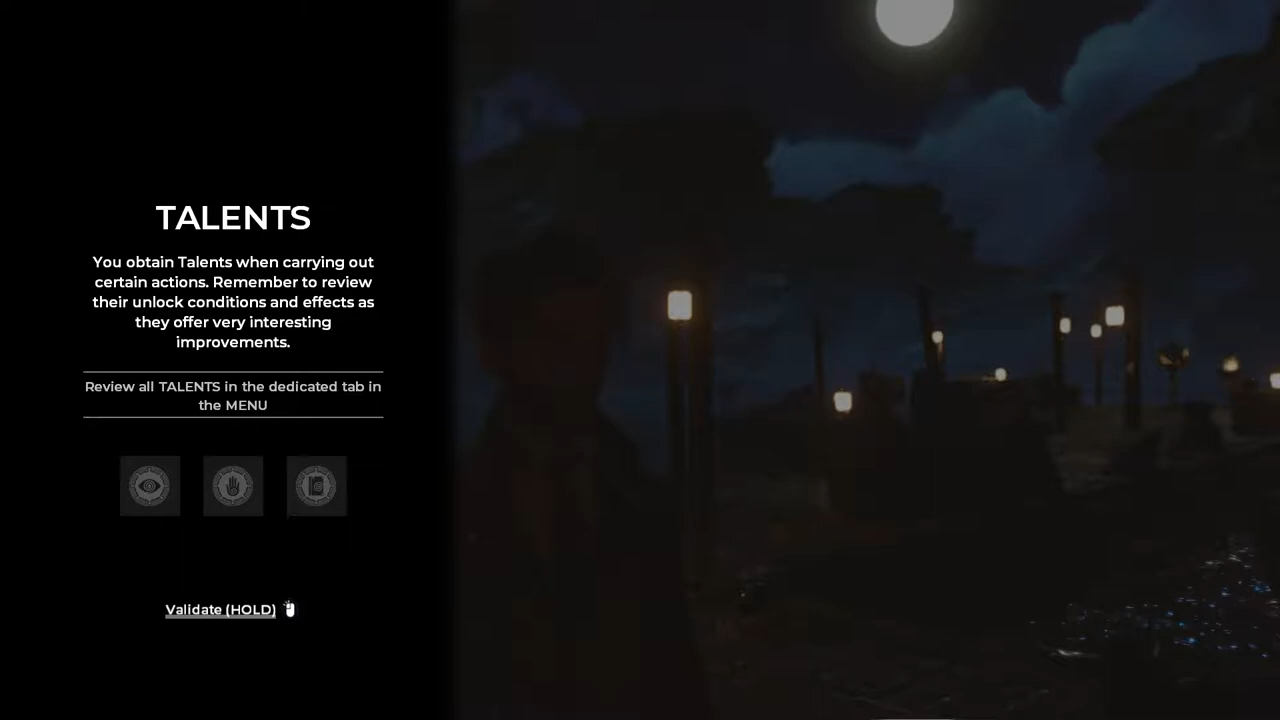 TALENTS
You obtain Talents when carrying out
certain actions. Remember to review
their unlock conditions and effects as
they offer very interesting
improvements.
Review all TALENTS in the dedicated tab in
the MENU
Validate (HOLD)